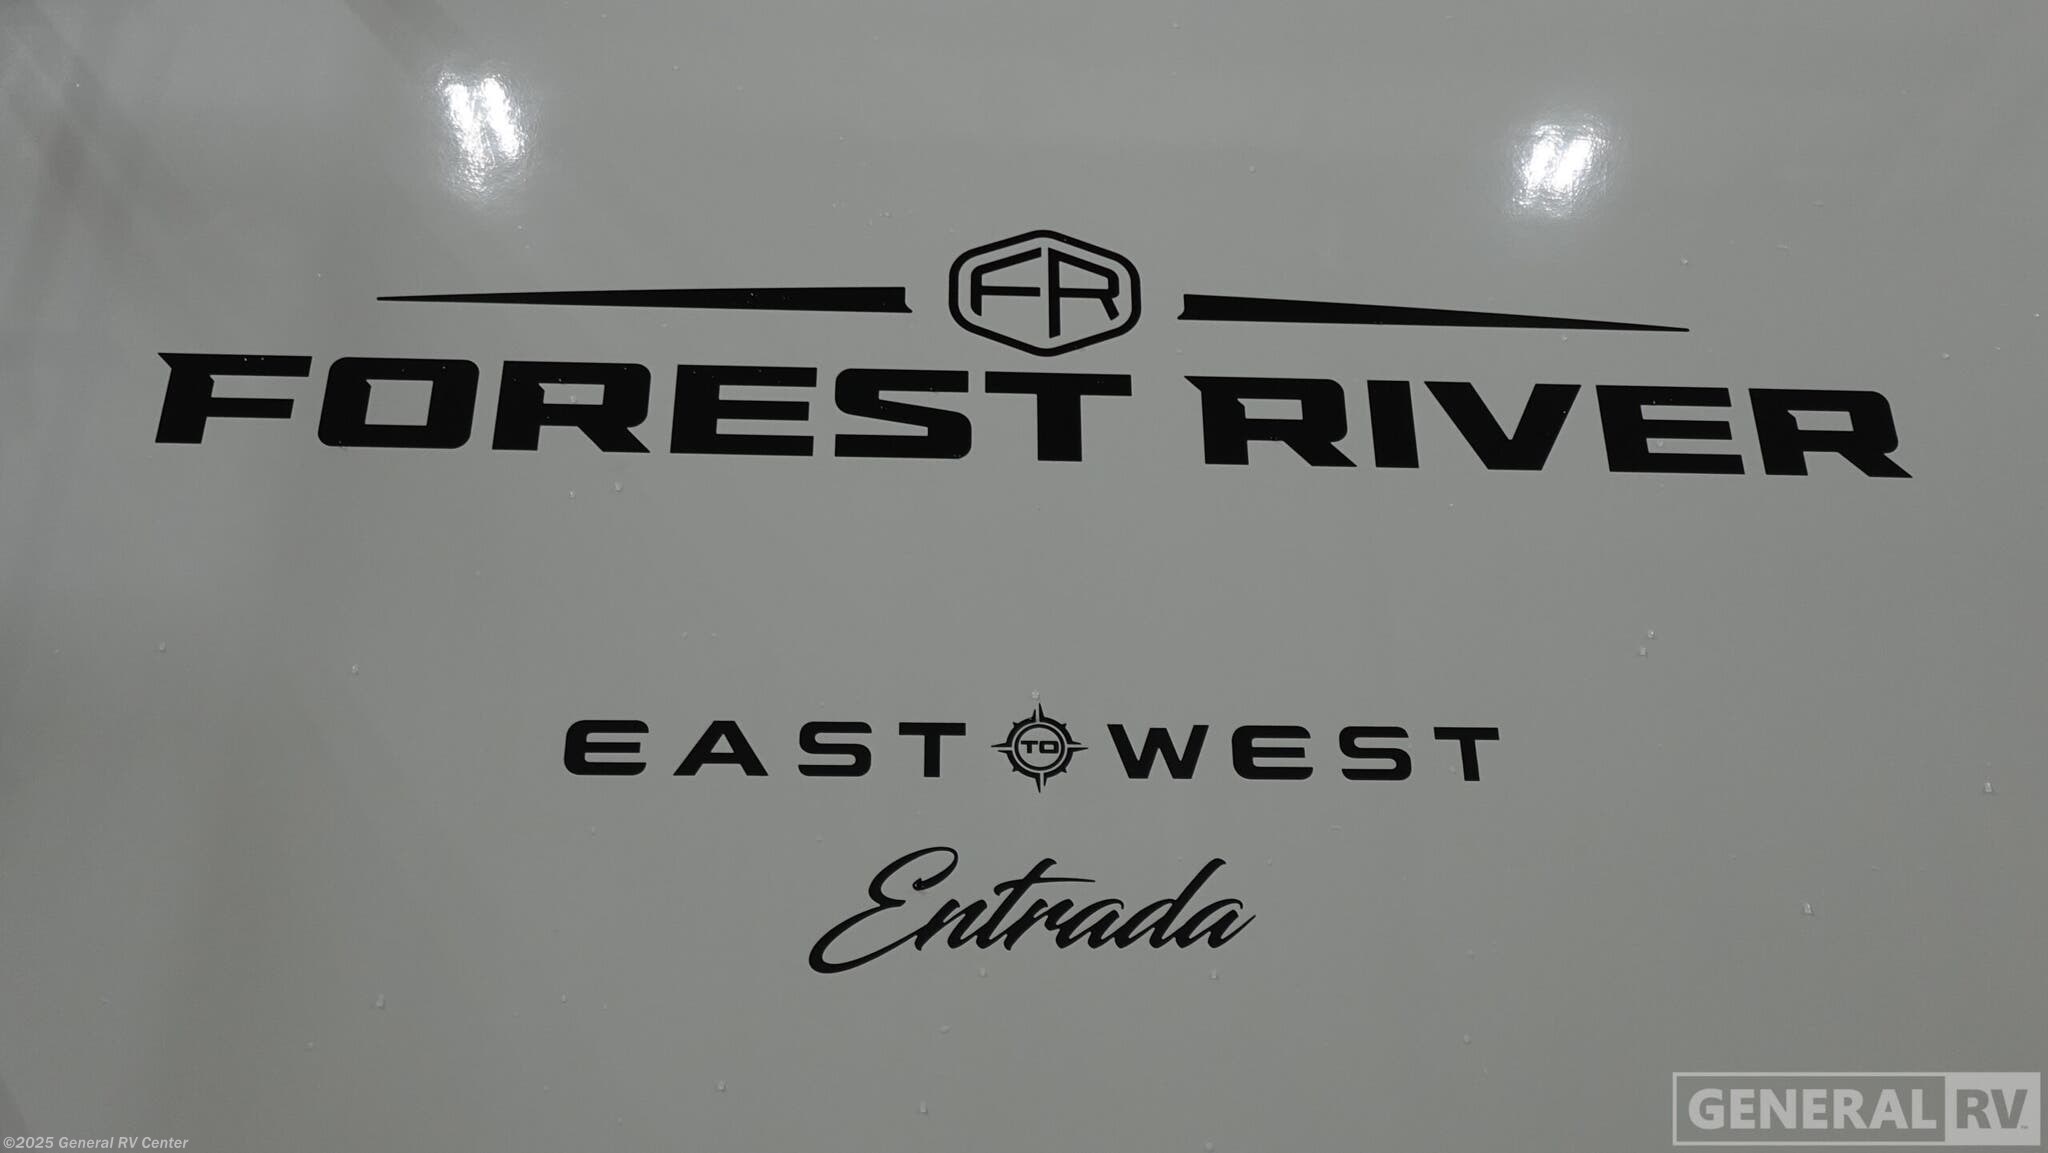 FR
FOREST RIVER
EAST TO WEST
Entrada
GENERAL RV
©2025 General RV Center